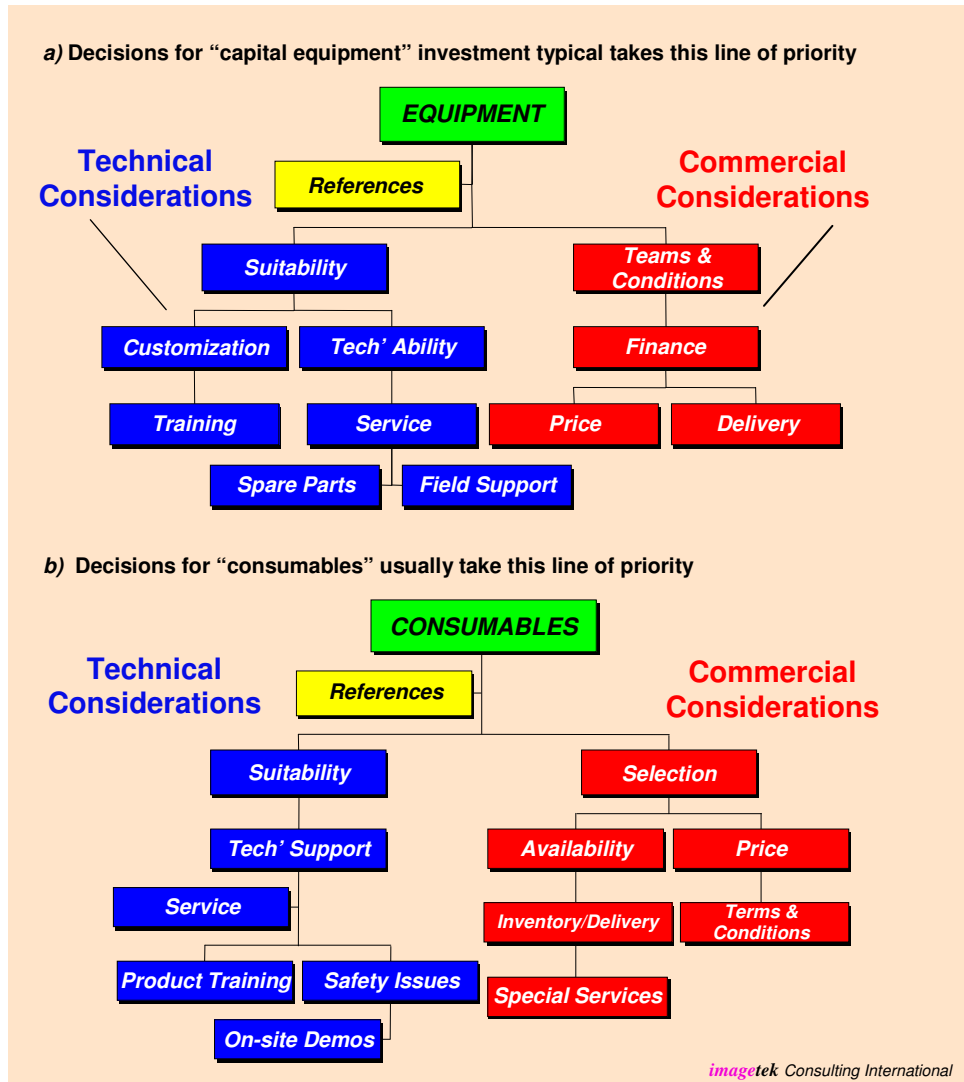 a) Decisions for “capital equipment” investment typical takes this line of priority
EQUIPMENT
Technical
Considerations
References
Commercial
Considerations
Suitability
Teams &
Conditions
Customization
Tech’ Ability
Finance
Training
Service
Price
Delivery
Spare Parts
Field Support
b) Decisions for “consumables” usually take this line of priority
CONSUMABLES
Technical
Considerations
References
Commercial
Considerations
Suitability
Selection
Tech’ Support
Availability
Price
Service
Inventory/Delivery
Terms &
Conditions
Product Training
Safety Issues
Special Services
On-site Demos
imagetek Consulting International